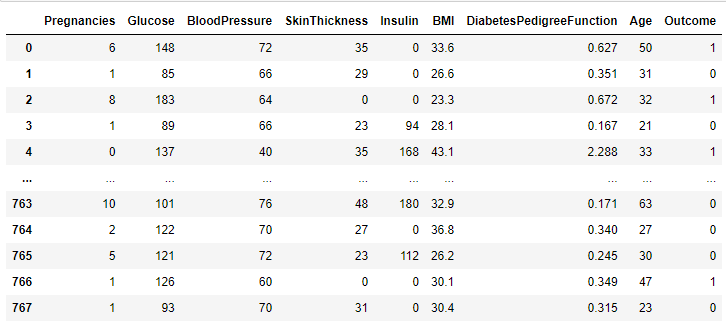 Pregnancies Glucose BloodPressure SkinThickness Insulin BMI DiabetesPedigreeFunction Age Outcome
0 6 148 72 35 0 33.6 0.627 50 1
1 1 85 66 29 0 26.6 0.351 31 0
2 8 183 64 0 0 23.3 0.672 32 1
3 1 89 66 23 94 28.1 0.167 21 0
4 0 137 40 35 168 43.1 2.288 33 1
... ... ... ... ... ... ... ... ... ...
763 10 101 76 48 180 32.9 0.171 63 0
764 2 122 70 27 0 36.8 0.340 27 0
765 5 121 72 23 112 26.2 0.245 30 0
766 1 126 60 0 0 30.1 0.349 47 1
767 1 93 70 31 0 30.4 0.315 23 0